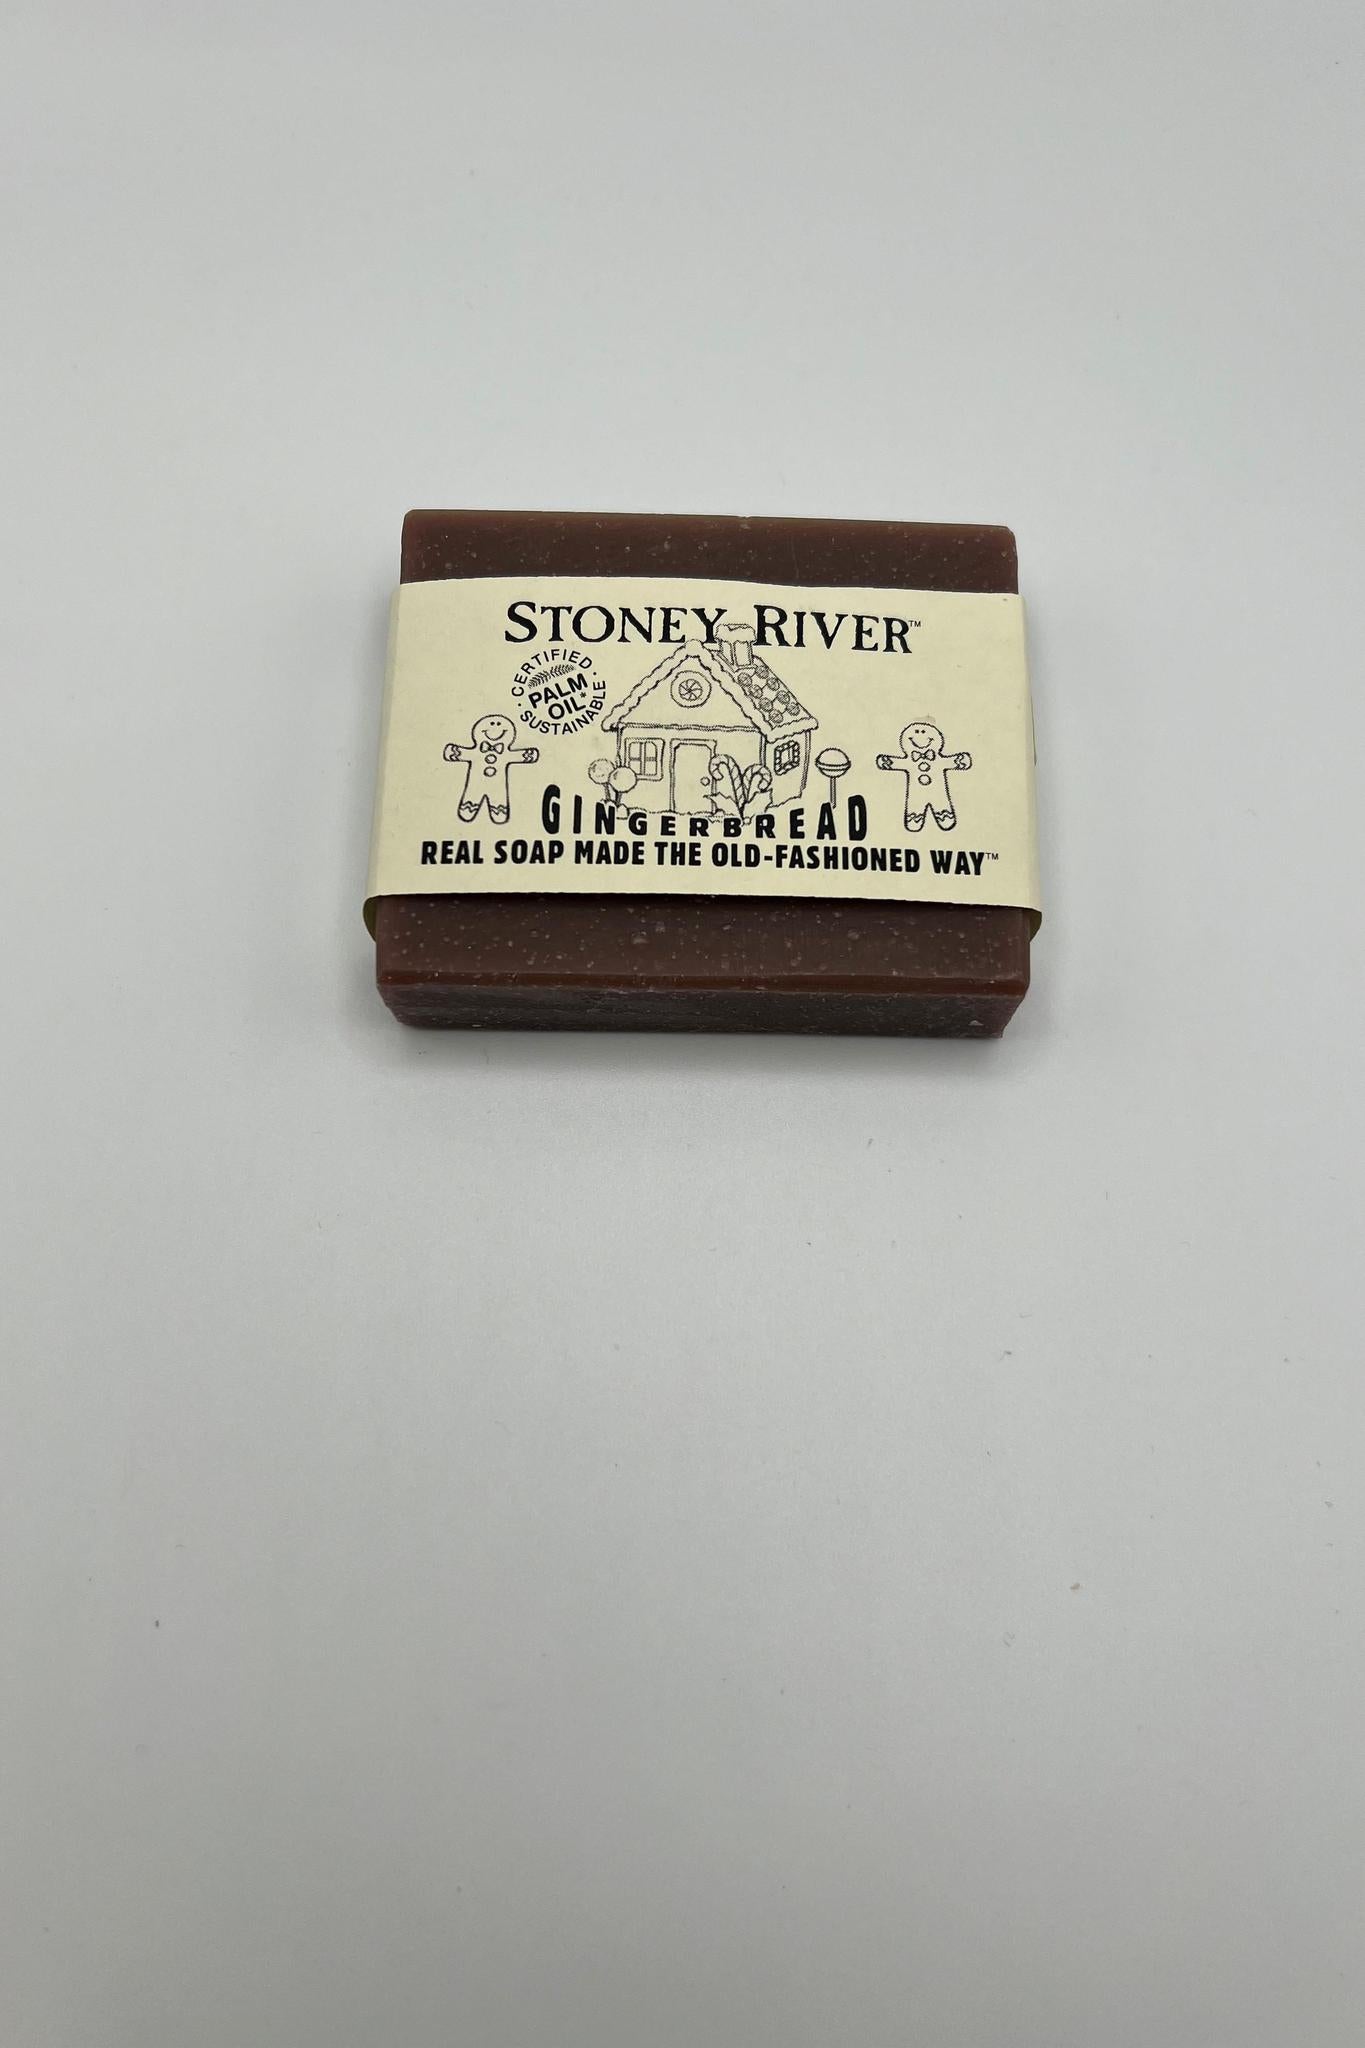 STONEY RIVER™
CERTIFIED
PALM
OIL*
SUSTAINABLE
GINGERBREAD
REAL SOAP MADE THE OLD-FASHIONED WAY™